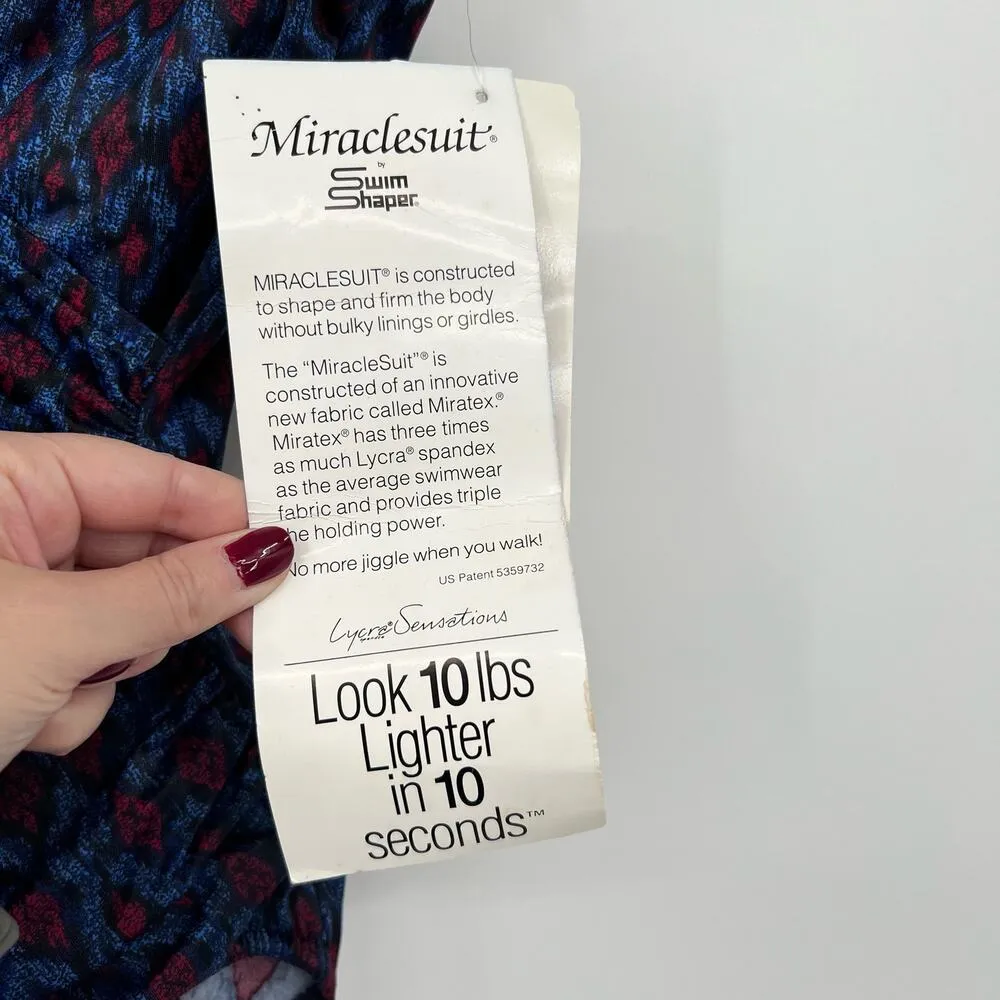 Miraclesuit®
by
Swim
Shaper®
MIRACLESUIT® is constructed
to shape and firm the body
without bulky linings or girdles.
The "MiracleSuit"® is
constructed of an innovative
new fabric called Miratex.®
Miratex® has three times
as much Lycra® spandex
as the average swimwear
fabric and provides triple
he holding power.
No more jiggle when you walk!
US Patent 5359732
Lycra® Sensations
Look 10 lbs
Lighter
in 10
seconds™